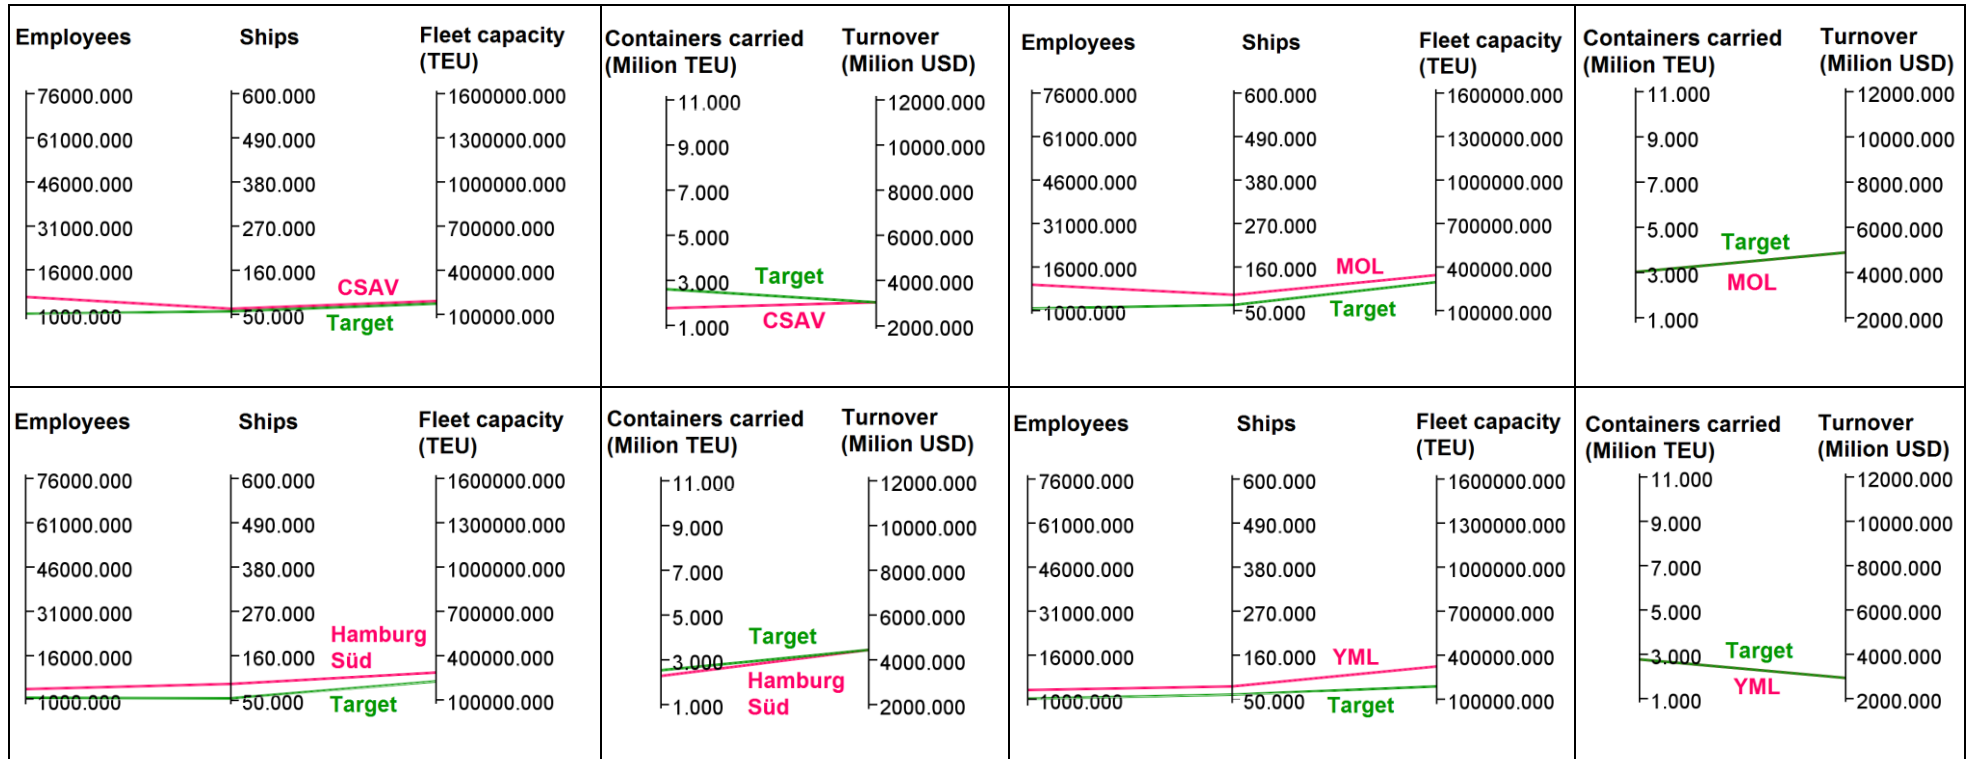 Employees
Ships
Fleet capacity
(TEU)
76000.000
61000.000
46000.000
31000.000
16000.000
1000.000
600.000
490.000
380.000
270.000
160.000
50.000
1600000.000
1300000.000
1000000.000
700000.000
400000.000
100000.000
CSAV
Target
Containers carried
(Milion TEU)
Turnover
(Milion USD)
11.000
9.000
7.000
5.000
3.000
1.000
12000.000
10000.000
8000.000
6000.000
4000.000
2000.000
Target
CSAV
Employees
Ships
Fleet capacity
(TEU)
76000.000
61000.000
46000.000
31000.000
16000.000
1000.000
600.000
490.000
380.000
270.000
160.000
50.000
1600000.000
1300000.000
1000000.000
700000.000
400000.000
100000.000
MOL
Target
Containers carried
(Milion TEU)
Turnover
(Milion USD)
11.000
9.000
7.000
5.000
3.000
1.000
12000.000
10000.000
8000.000
6000.000
4000.000
2000.000
Target
MOL
Employees
Ships
Fleet capacity
(TEU)
76000.000
61000.000
46000.000
31000.000
16000.000
1000.000
600.000
490.000
380.000
270.000
160.000
50.000
1600000.000
1300000.000
1000000.000
700000.000
400000.000
100000.000
Hamburg
Süd
Target
Containers carried
(Milion TEU)
Turnover
(Milion USD)
11.000
9.000
7.000
5.000
3.000
1.000
12000.000
10000.000
8000.000
6000.000
4000.000
2000.000
Target
Hamburg
Süd
Employees
Ships
Fleet capacity
(TEU)
76000.000
61000.000
46000.000
31000.000
16000.000
1000.000
600.000
490.000
380.000
270.000
160.000
50.000
1600000.000
1300000.000
1000000.000
700000.000
400000.000
100000.000
YML
Target
Containers carried
(Milion TEU)
Turnover
(Milion USD)
11.000
9.000
7.000
5.000
3.000
1.000
12000.000
10000.000
8000.000
6000.000
4000.000
2000.000
Target
YML